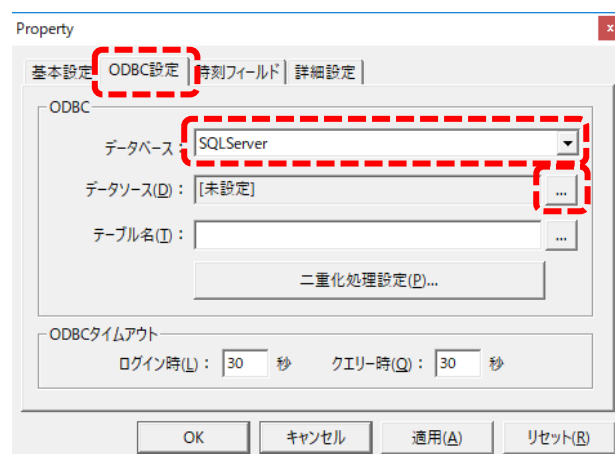 Property x
基本設定 ODBC設定 時刻フィールド 詳細設定
ODBC
データベース： SQLServer
データソース(D)： [未設定] ...
テーブル名(T)： ...
二重化処理設定(P)...
ODBCタイムアウト
ログイン時(L)： 30 秒 クエリー時(Q)： 30 秒
OK キャンセル 適用(A) リセット(R)